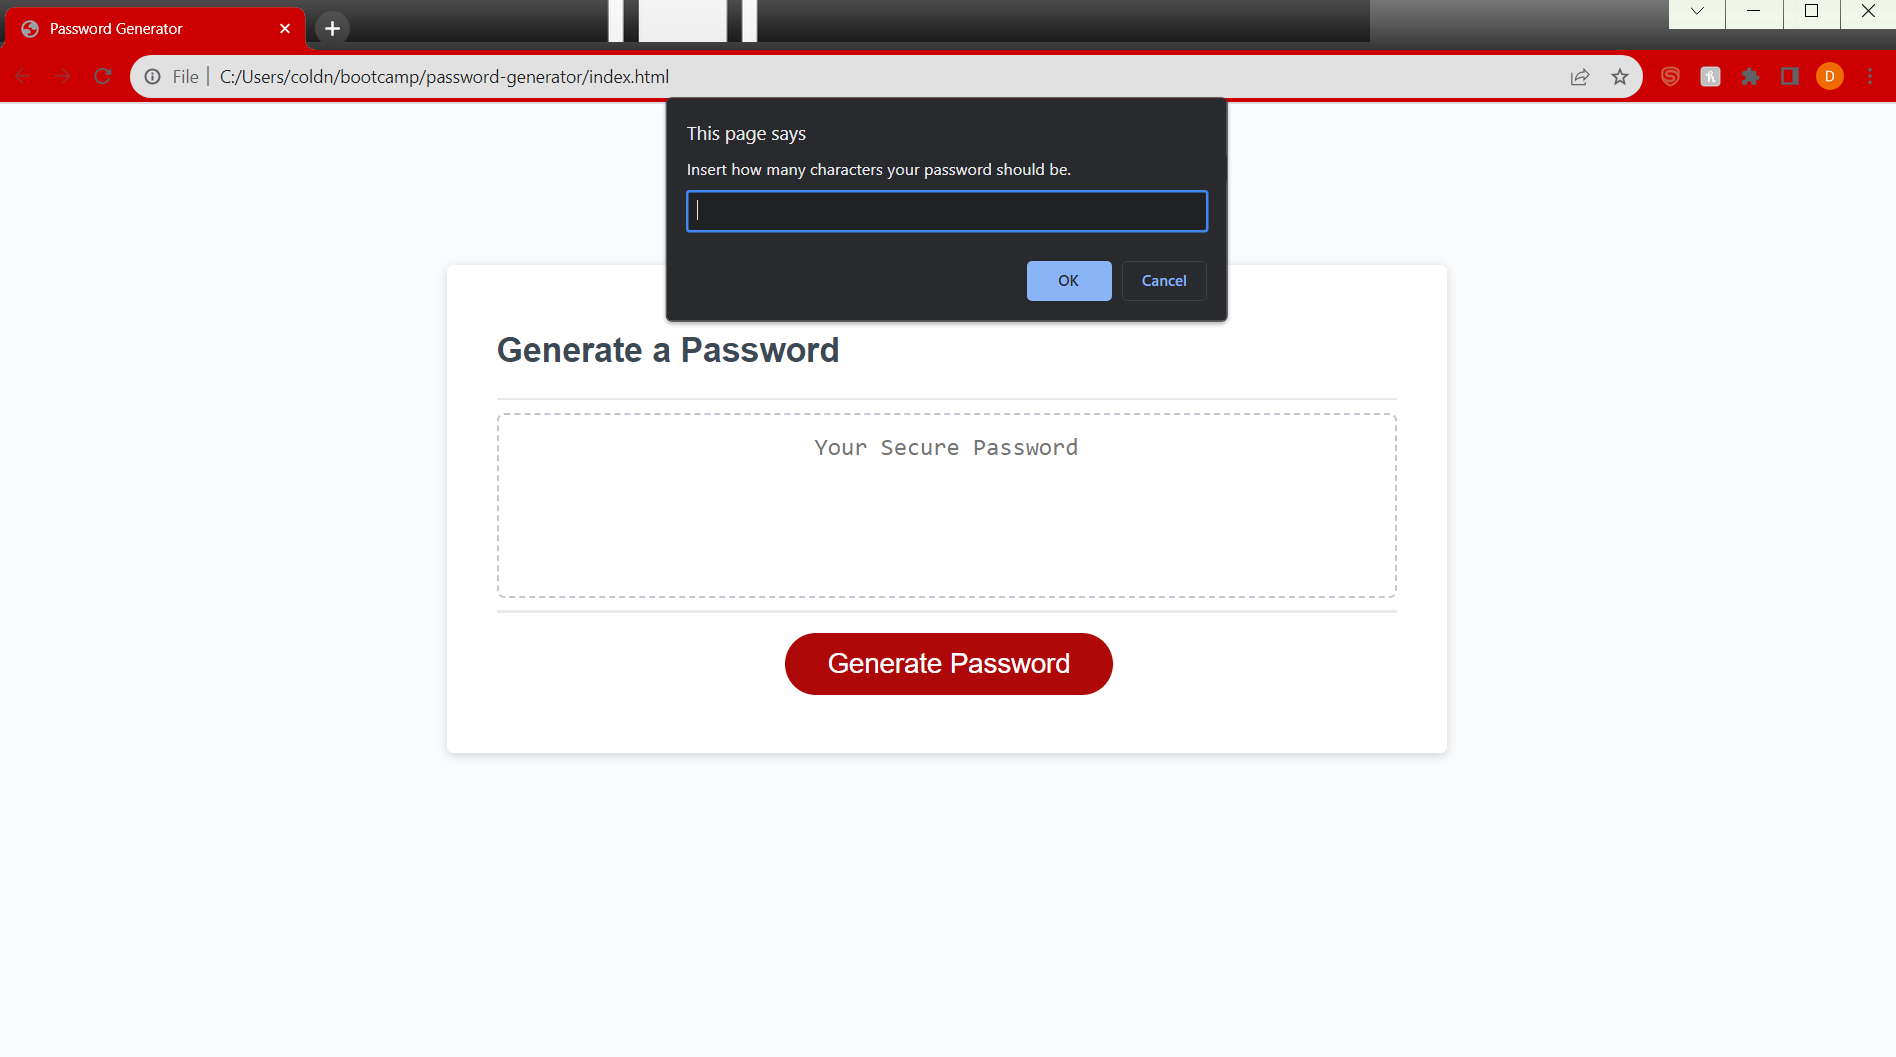 Password Generator
File C:/Users/coldn/bootcamp/password-generator/index.html
D
This page says
Insert how many characters your password should be.
OK Cancel
Generate a Password
Your Secure Password
Generate Password